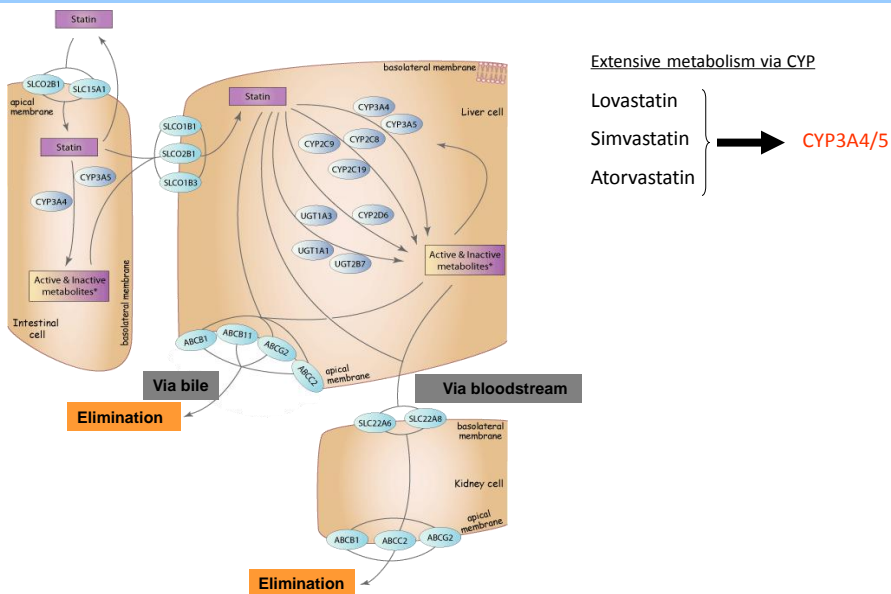 Statin
SLCO2B1
SLC15A1
apical
membrane
Statin
CYP3A5
CYP3A4
Active & Inactive
metabolites*
Intestinal
cell
basolateral membrane
SLCO1B1
SLCO2B1
SLCO1B3
basolateral
membrane
Liver cell
Statin
CYP3A4
CYP3A5
CYP2C9
CYP2C8
CYP2C19
UGT1A3
CYP2D6
UGT1A1
UGT2B7
Active & Inactive
metabolites*
ABCB1
ABCB11
ABCG2
ABCC2
apical
membrane
Via bile
Elimination
Via bloodstream
SLC22A6
SLC22A8
basolateral
membrane
Kidney cell
apical
membrane
ABCB1
ABCC2
ABCG2
Elimination
Extensive metabolism via CYP
Lovastatin
Simvastatin
Atorvastatin
CYP3A4/5